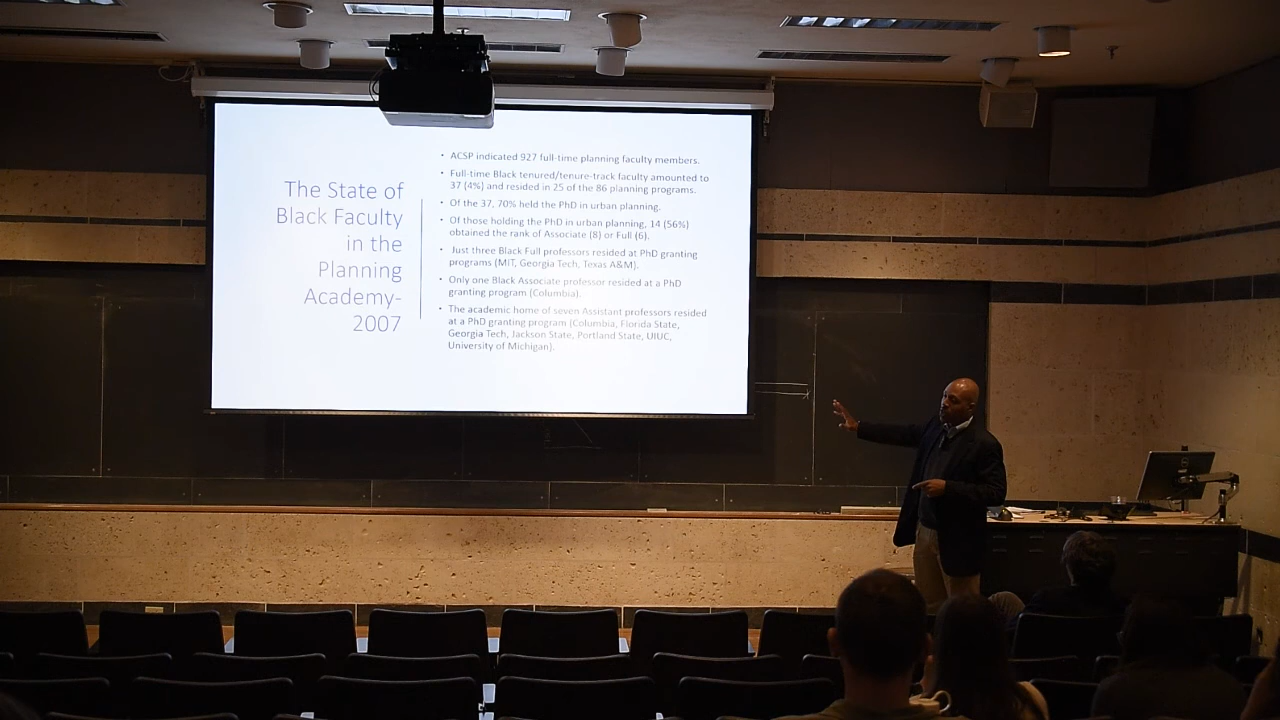 The State of
Black Faculty
in the
Planning
Academy-
2007
• ACSP indicated 927 full-time planning faculty members.
• Full-time Black tenured/tenure-track faculty amounted to
37 (4%) and resided in 25 of the 86 planning programs.
• Of the 37, 70% held the PhD in urban planning.
• Of those holding the PhD in urban planning, 14 (56%)
obtained the rank of Associate (8) or Full (6).
• Just three Black Full professors resided at PhD granting
programs (MIT, Georgia Tech, Texas A&M).
• Only one Black Associate professor resided at a PhD
granting program (Columbia).
• The academic home of seven Assistant professors resided
at a PhD granting program (Columbia, Florida State,
Georgia Tech, Jackson State, Portland State, UIUC,
University of Michigan).